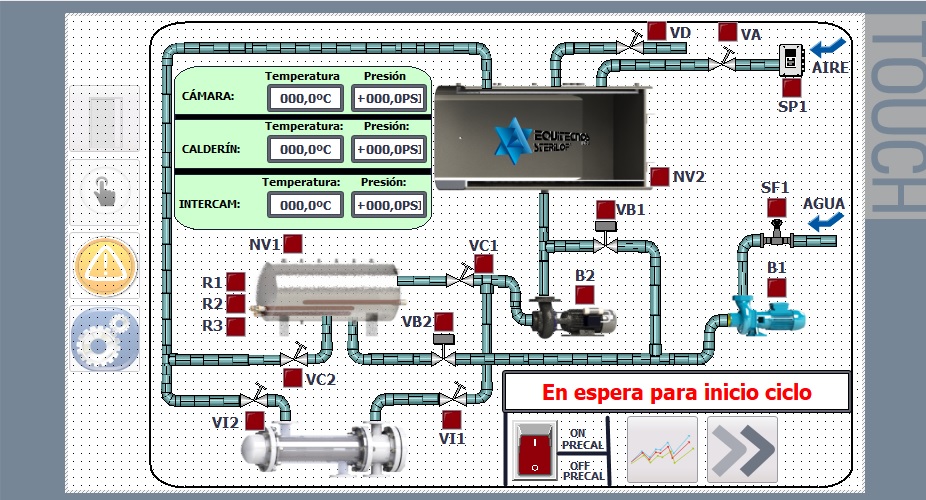 VD
VA
AIRE
SP1
TOUCH
Temperatura Presión
CÁMARA: 000,0ºC +000,0PSI
Temperatura: Presión:
CALDERÍN: 000,0ºC +000,0PSI
Temperatura: Presión:
INTERCAM: 000,0ºC +000,0PSI
EQUITECNOS
STERILOF
NV2
SF1
AGUA
VB1
NV1
VC1
R1
R2
R3
B2
B1
VB2
VC2
VI2
VI1
En espera para inicio ciclo
ON
PRECAL
OFF
PRECAL